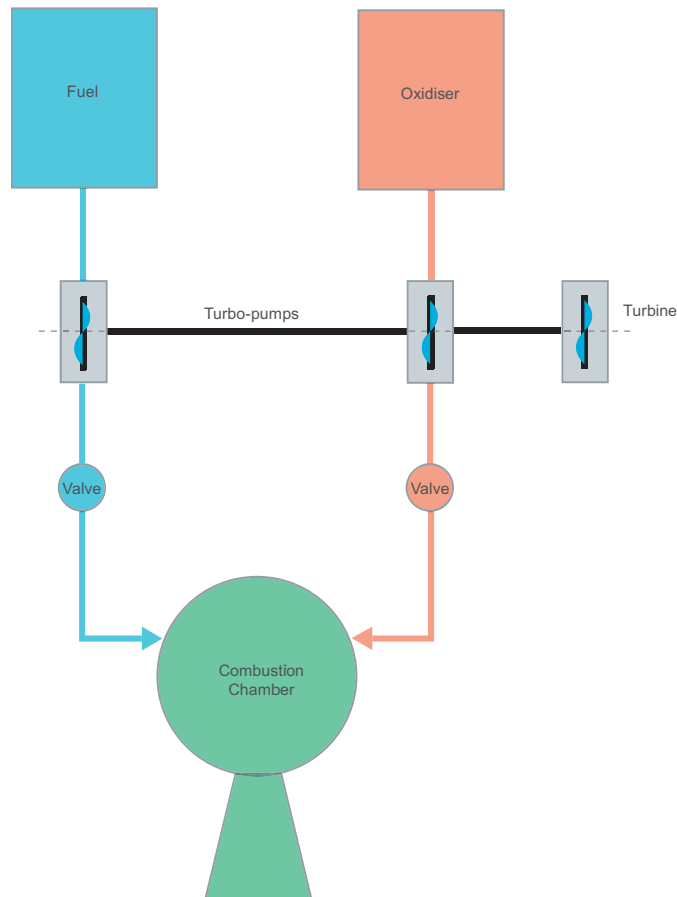 Fuel
Oxidiser
Turbo-pumps
Turbine
Valve
Valve
Combustion
Chamber